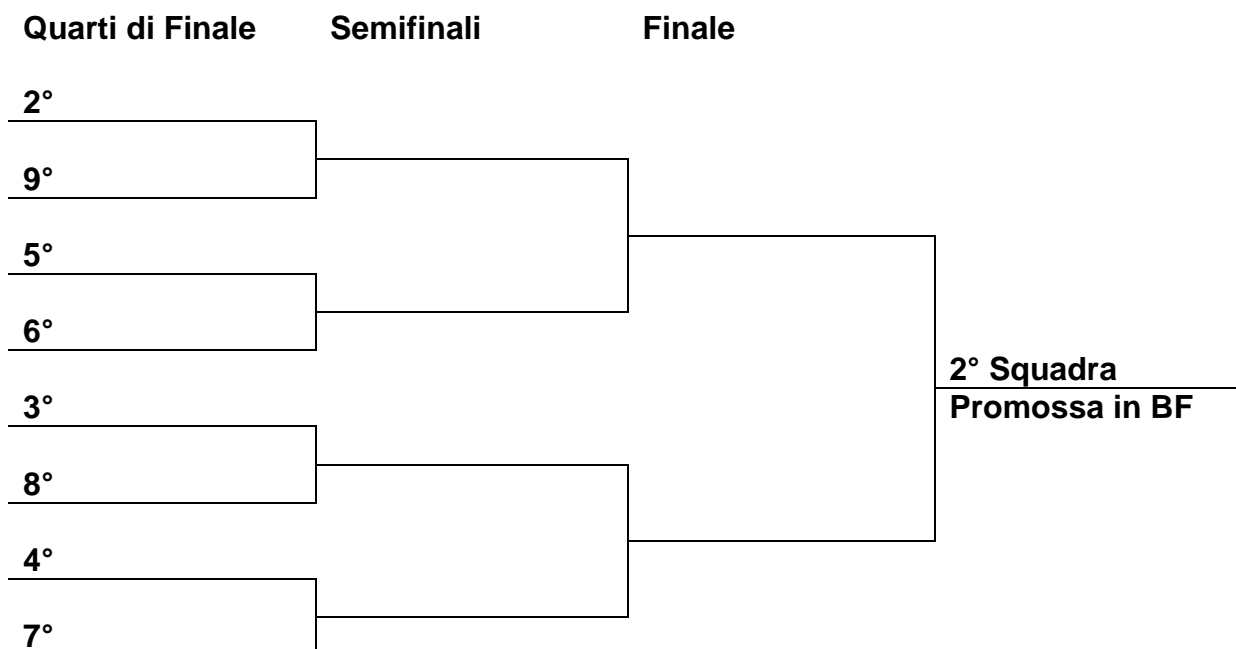 Quarti di Finale Semifinali Finale
2°
9°
5°
6°
2° Squadra
Promossa in BF
3°
8°
4°
7°